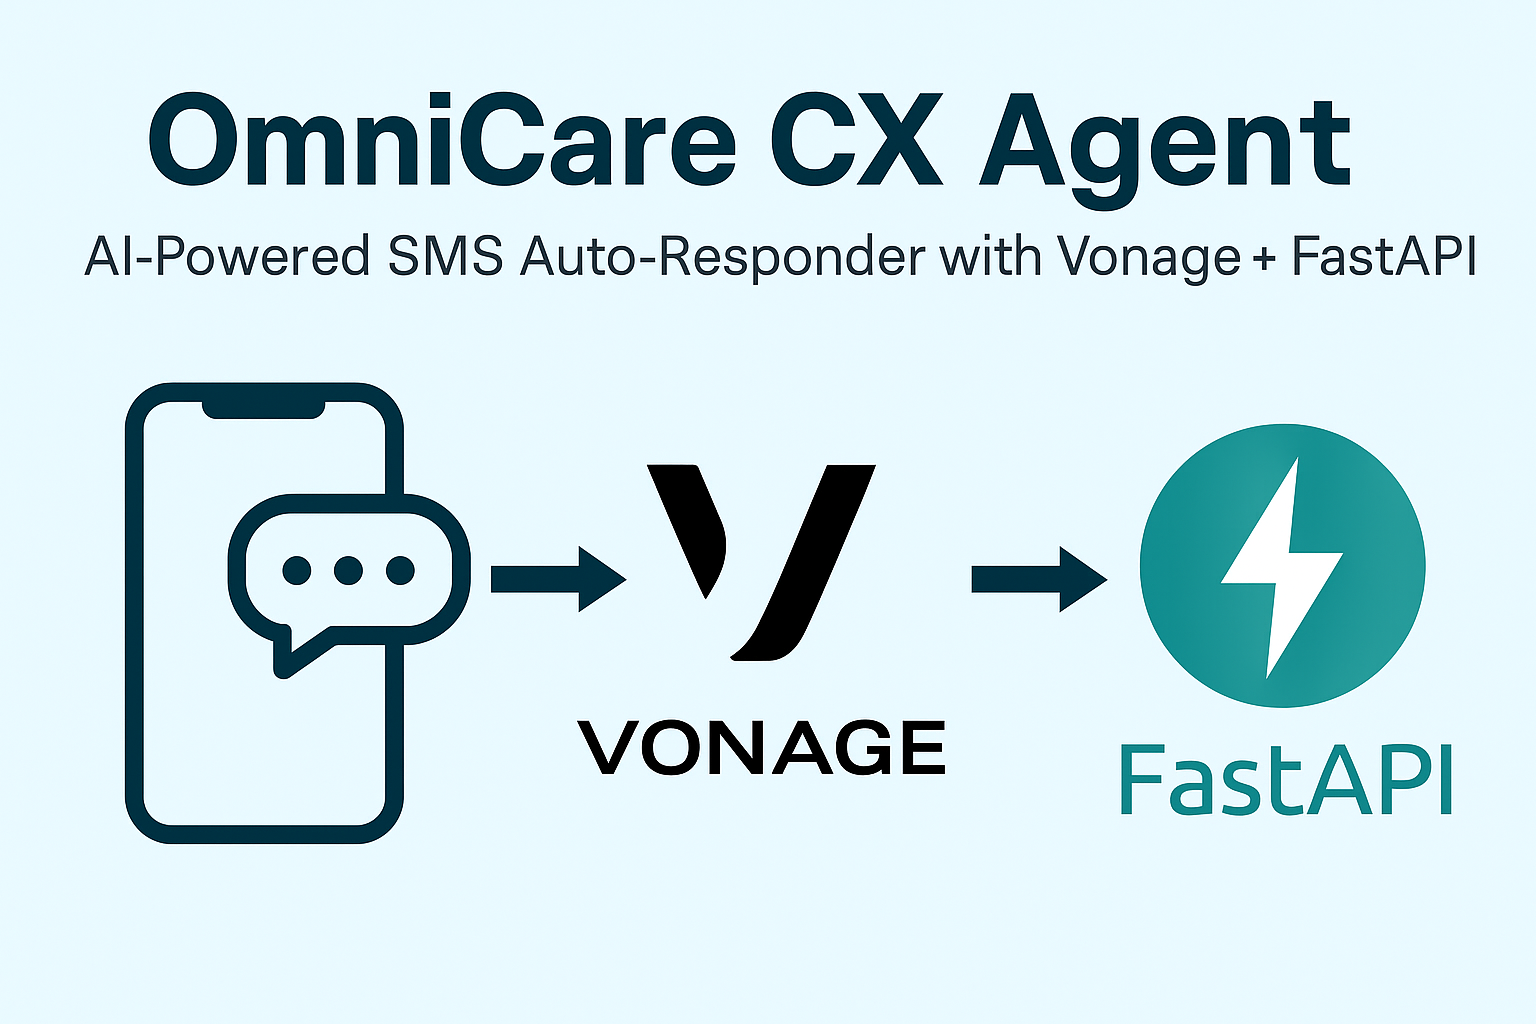 OmniCare CX Agent
AI-Powered SMS Auto-Responder with Vonage + FastAPI
VONAGE
FastAPI